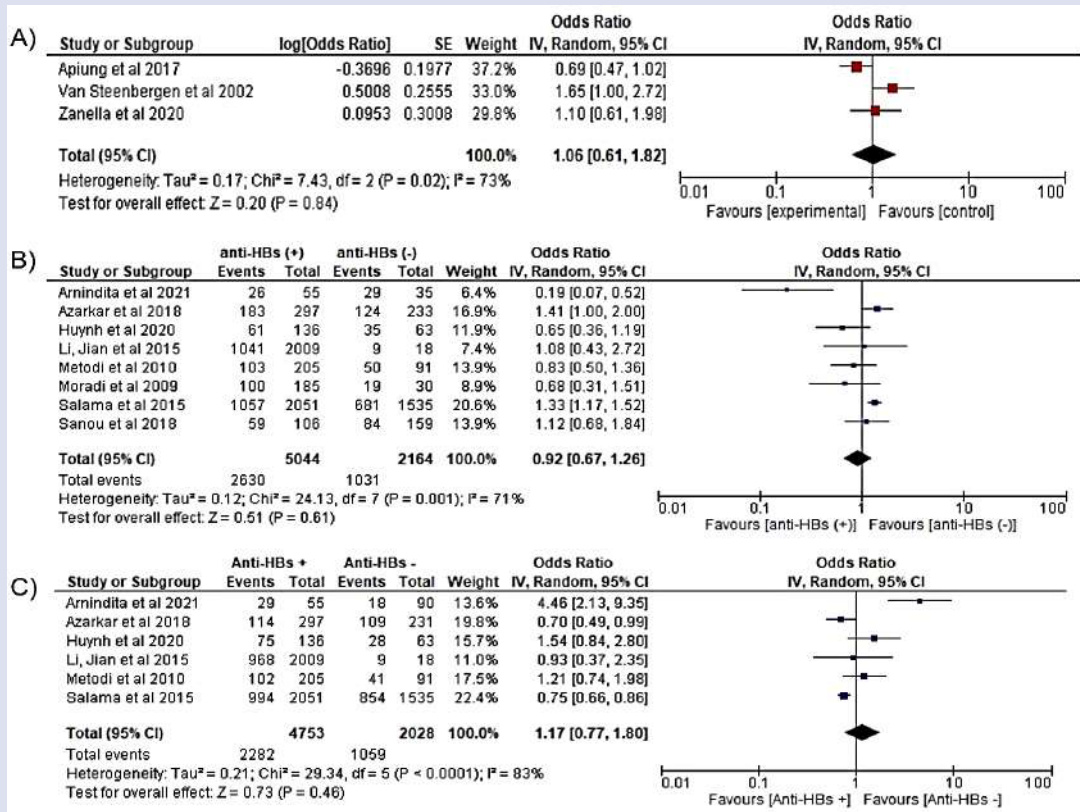 A)
Odds Ratio Odds Ratio
Study or Subgroup log[Odds Ratio] SE Weight IV, Random, 95% CI IV, Random, 95% CI
Apiung et al 2017 -0.3696 0.1977 37.2% 0.69 [0.47, 1.02]
Van Steenbergen et al 2002 0.5008 0.2555 33.0% 1.65 [1.00, 2.72]
Zanella et al 2020 0.0953 0.3008 29.8% 1.10 [0.61, 1.98]
Total (95% CI) 100.0% 1.06 [0.61, 1.82]
Heterogeneity: Tau² = 0.17; Chi² = 7.43, df = 2 (P = 0.02); I² = 73%
Test for overall effect: Z = 0.20 (P = 0.84)
0.01 0.1 1 10 100
Favours [experimental] Favours [control]
B)
anti-HBs (+) anti-HBs (-) Odds Ratio Odds Ratio
Study or Subgroup Events Total Events Total Weight IV, Random, 95% CI IV, Random, 95% CI
Arnindita et al 2021 26 55 29 35 6.4% 0.19 [0.07, 0.52]
Azarkar et al 2018 183 297 124 233 16.9% 1.41 [1.00, 2.00]
Huynh et al 2020 61 136 35 63 11.9% 0.65 [0.36, 1.19]
Li, Jian et al 2015 1041 2009 9 18 7.4% 1.08 [0.43, 2.72]
Metodi et al 2010 103 205 50 91 13.9% 0.83 [0.50, 1.36]
Moradi et al 2009 100 185 19 30 8.9% 0.68 [0.31, 1.51]
Salama et al 2015 1057 2051 681 1535 20.6% 1.33 [1.17, 1.52]
Sanou et al 2018 59 106 84 159 13.9% 1.12 [0.68, 1.84]
Total (95% CI) 5044 2164 100.0% 0.92 [0.67, 1.26]
Total events 2630 1031
Heterogeneity: Tau² = 0.12; Chi² = 24.13, df = 7 (P = 0.001); I² = 71%
Test for overall effect: Z = 0.51 (P = 0.61)
0.01 0.1 1 10 100
Favours [anti-HBs (+)] Favours [anti-HBs (-)]
C)
Anti-HBs + Anti-HBs - Odds Ratio Odds Ratio
Study or Subgroup Events Total Events Total Weight IV, Random, 95% CI IV, Random, 95% CI
Arnindita et al 2021 29 55 18 90 13.6% 4.46 [2.13, 9.35]
Azarkar et al 2018 114 297 109 231 19.8% 0.70 [0.49, 0.99]
Huynh et al 2020 75 136 28 63 15.7% 1.54 [0.84, 2.80]
Li, Jian et al 2015 968 2009 9 18 11.0% 0.93 [0.37, 2.35]
Metodi et al 2010 102 205 41 91 17.5% 1.21 [0.74, 1.98]
Salama et al 2015 994 2051 854 1535 22.4% 0.75 [0.66, 0.86]
Total (95% CI) 4753 2028 100.0% 1.17 [0.77, 1.80]
Total events 2282 1059
Heterogeneity: Tau² = 0.21; Chi² = 29.34, df = 5 (P < 0.0001); I² = 83%
Test for overall effect: Z = 0.73 (P = 0.46)
0.01 0.1 1 10 100
Favours [Anti-HBs +] Favours [Anti-HBs -]